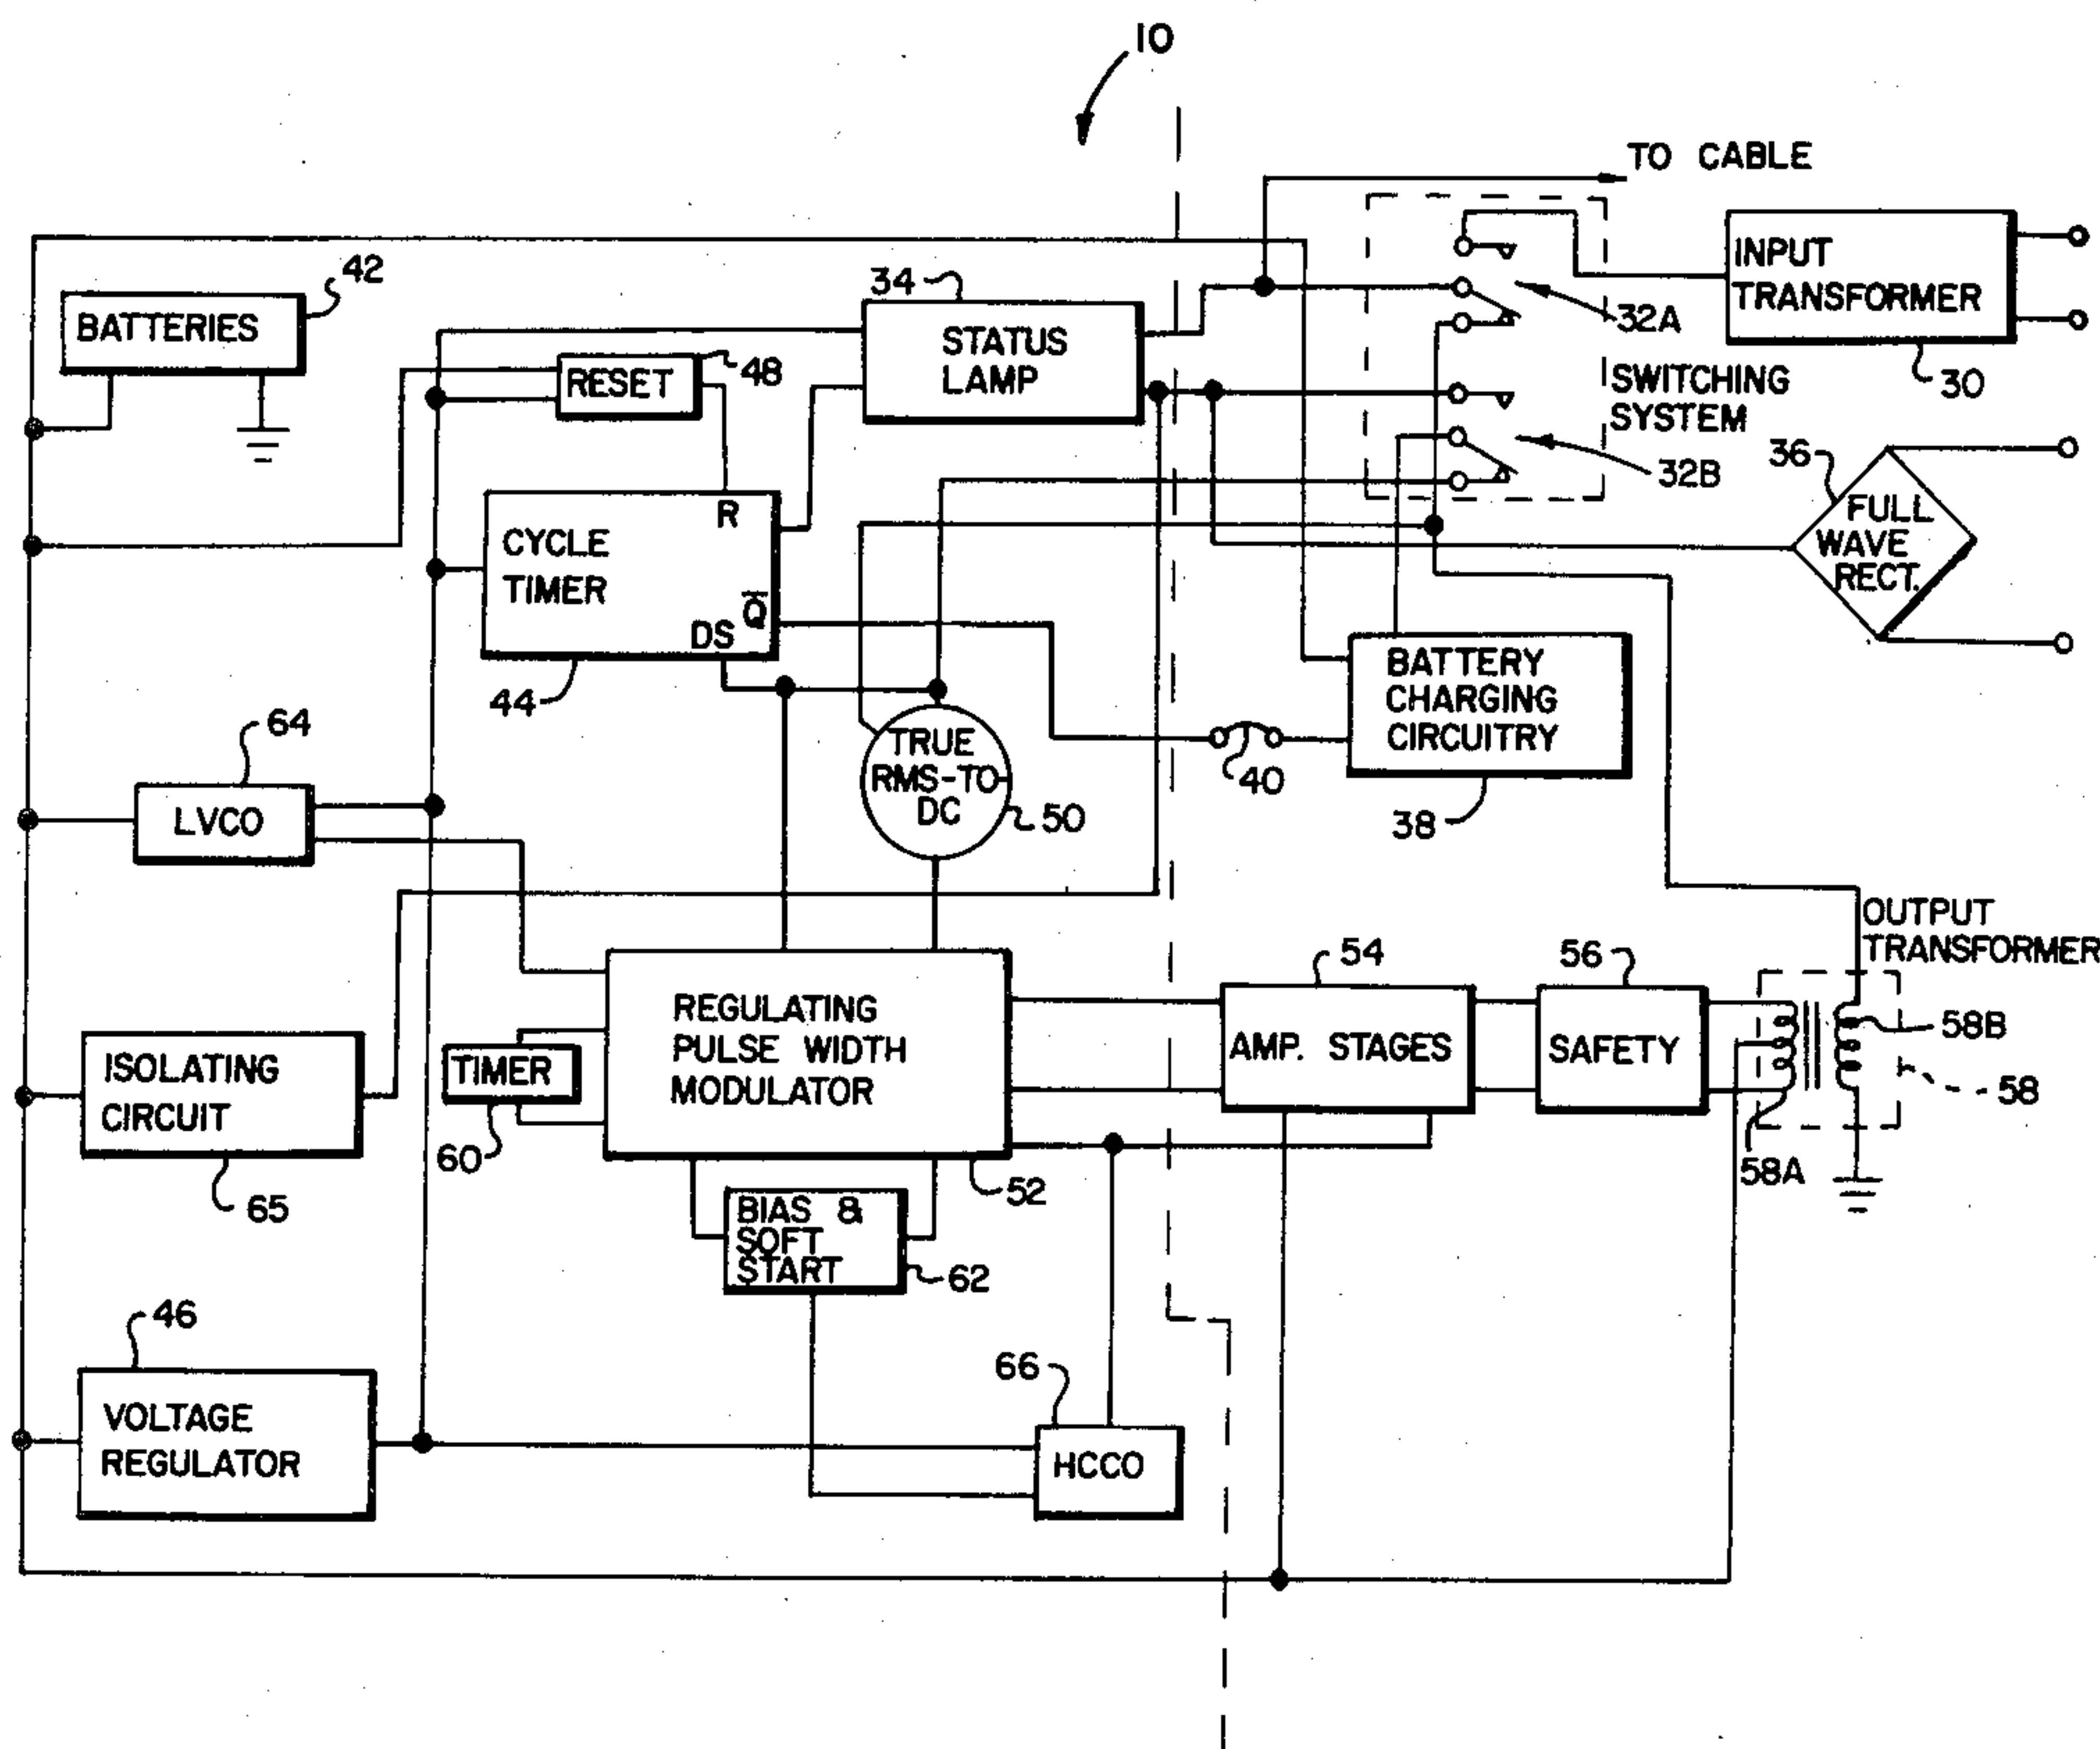 10
TO CABLE
INPUT
TRANSFORMER
30
32A
SWITCHING
SYSTEM
32B
42
BATTERIES
34
STATUS
LAMP
RESET
48
36
FULL
WAVE
RECT.
CYCLE
TIMER
R
Q̅
DS
44
BATTERY
CHARGING
CIRCUITRY
38
40
TRUE
RMS-TO-
DC
50
64
LVCO
OUTPUT
TRANSFORMER
54
AMP. STAGES
56
SAFETY
58B
58
58A
REGULATING
PULSE WIDTH
MODULATOR
52
TIMER
60
ISOLATING
CIRCUIT
65
BIAS &
SOFT
START
62
46
VOLTAGE
REGULATOR
66
HCCO